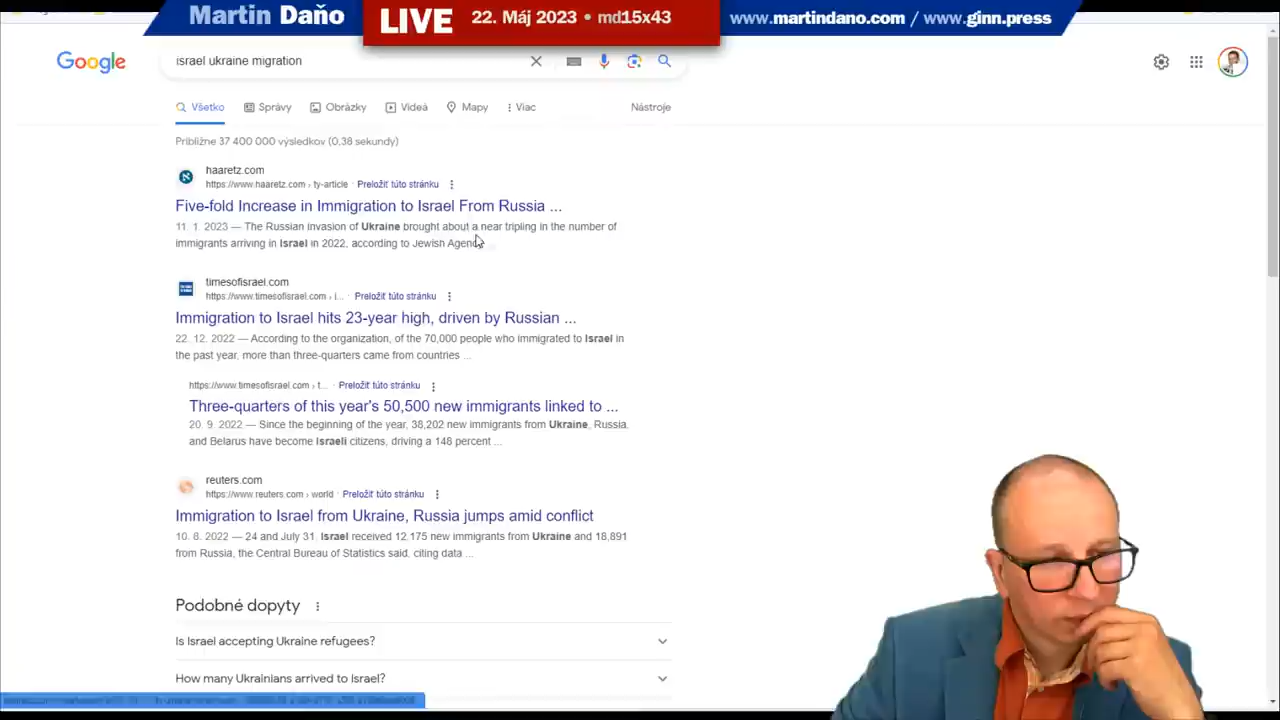 Martin Daňo
LIVE
22. Máj 2023 • md15x43
www.martindano.com / www.ginn.press
Google
israel ukraine migration
Všetko
Správy
Obrázky
Videá
Mapy
Viac
Nástroje
Približne 37 400 000 výsledkov (0,38 sekundy)
haaretz.com
https://www.haaretz.com › ty-article · Preložiť túto stránku
Five-fold Increase in Immigration to Israel From Russia ...
11. 1. 2023 — The Russian invasion of Ukraine brought about a near tripling in the number of
immigrants arriving in Israel in 2022, according to Jewish
timesofisrael.com
https://www.timesofisrael.com › i... · Preložiť túto stránku
Immigration to Israel hits 23-year high, driven by Russian ...
22. 12. 2022 — According to the organization, of the 70,000 people who immigrated to Israel in
the past year, more than three-quarters came from countries ...
https://www.timesofisrael.com › t... · Preložiť túto stránku
Three-quarters of this year's 50,500 new immigrants linked to ...
20. 9. 2022 — Since the beginning of the year, 38,202 new immigrants from Ukraine, Russia,
and Belarus have become Israeli citizens, driving a 148 percent ...
reuters.com
https://www.reuters.com › world · Preložiť túto stránku
Immigration to Israel from Ukraine, Russia jumps amid conflict
10. 8. 2022 — 24 and July 31. Israel received 12,175 new immigrants from Ukraine and 18,891
from Russia, the Central Bureau of Statistics said, citing data ...
Podobné dopyty
Is Israel accepting Ukraine refugees?
How many Ukrainians arrived to Israel?